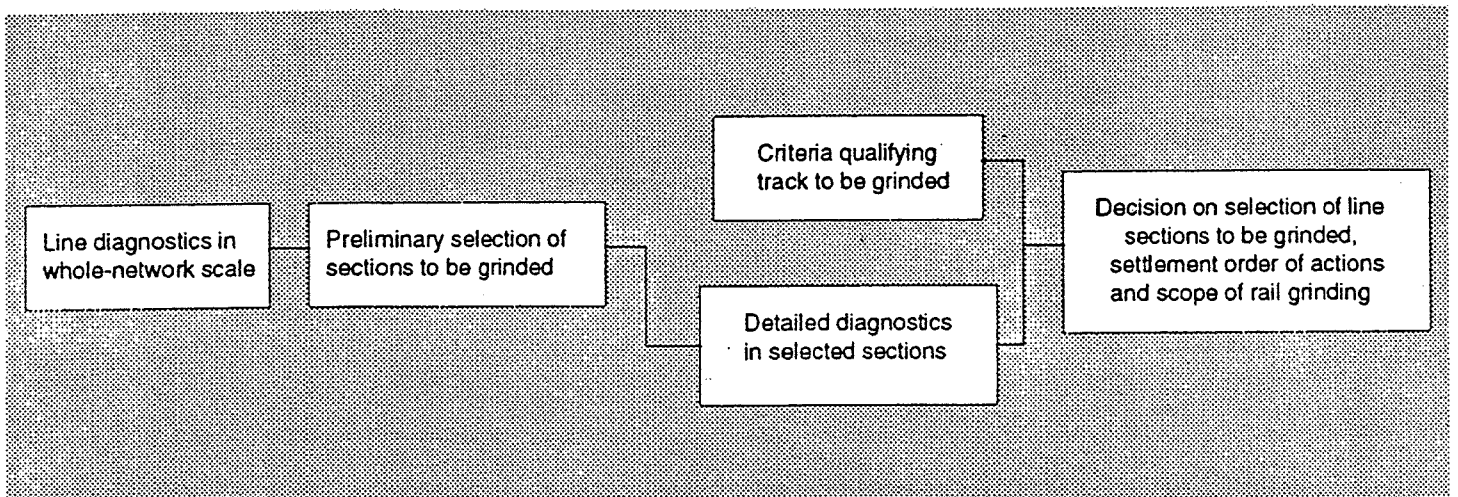 Line diagnostics in
whole-network scale
Preliminary selection of
sections to be grinded
Criteria qualifying
track to be grinded
Detailed diagnostics
in selected sections
Decision on selection of line
sections to be grinded,
settlement order of actions
and scope of rail grinding